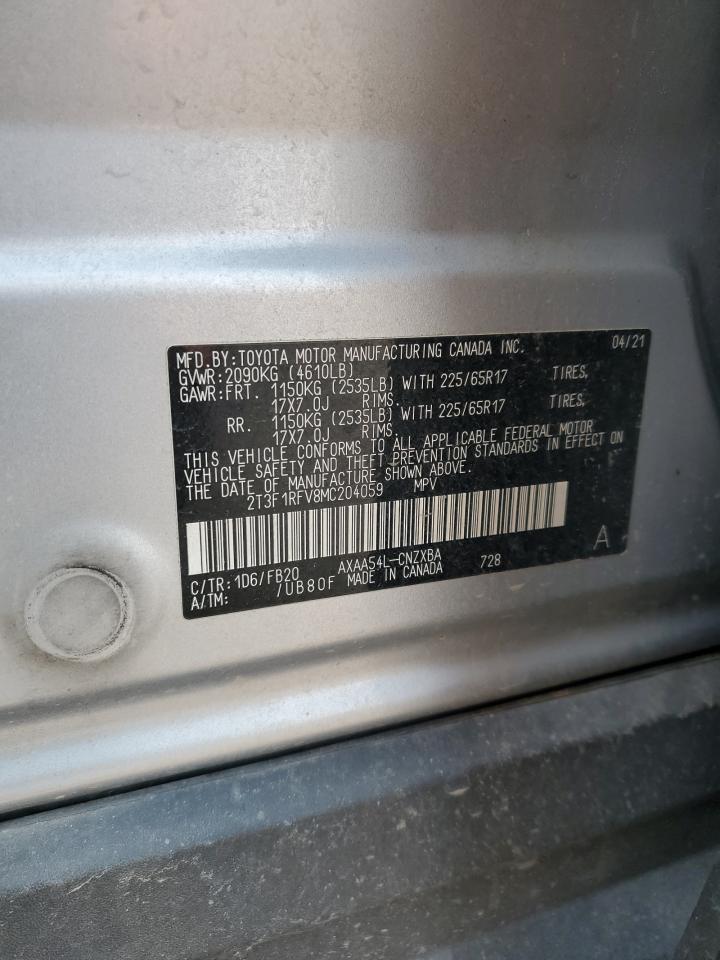 MFD.BY:TOYOTA MOTOR MANUFACTURING CANADA INC. 04/21
GVWR:2090KG (4610LB)
GAWR:FRT. 1150KG (2535LB) WITH 225/65R17 TIRES,
17X7.0J RIMS.
RR. 1150KG (2535LB) WITH 225/65R17 TIRES,
17X7.0J RIMS.
THIS VEHICLE CONFORMS TO ALL APPLICABLE FEDERAL MOTOR
VEHICLE SAFETY AND THEFT PREVENTION STANDARDS IN EFFECT ON
THE DATE OF MANUFACTURE SHOWN ABOVE.
2T3F1RFV8MC204059 MPV
C/TR: 1D6/FB20 AXAA54L-CNZXBA 728 A
A/TM: /UB80F MADE IN CANADA